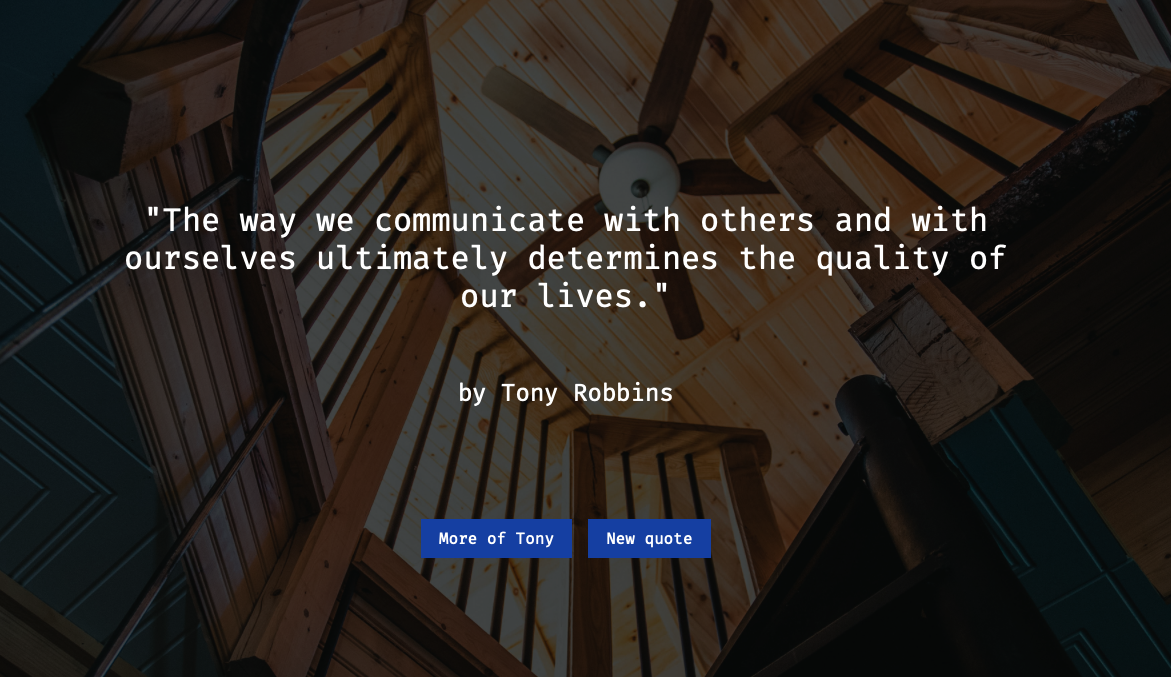 "The way we communicate with others and with
ourselves ultimately determines the quality of
our lives."
by Tony Robbins
More of Tony
New quote